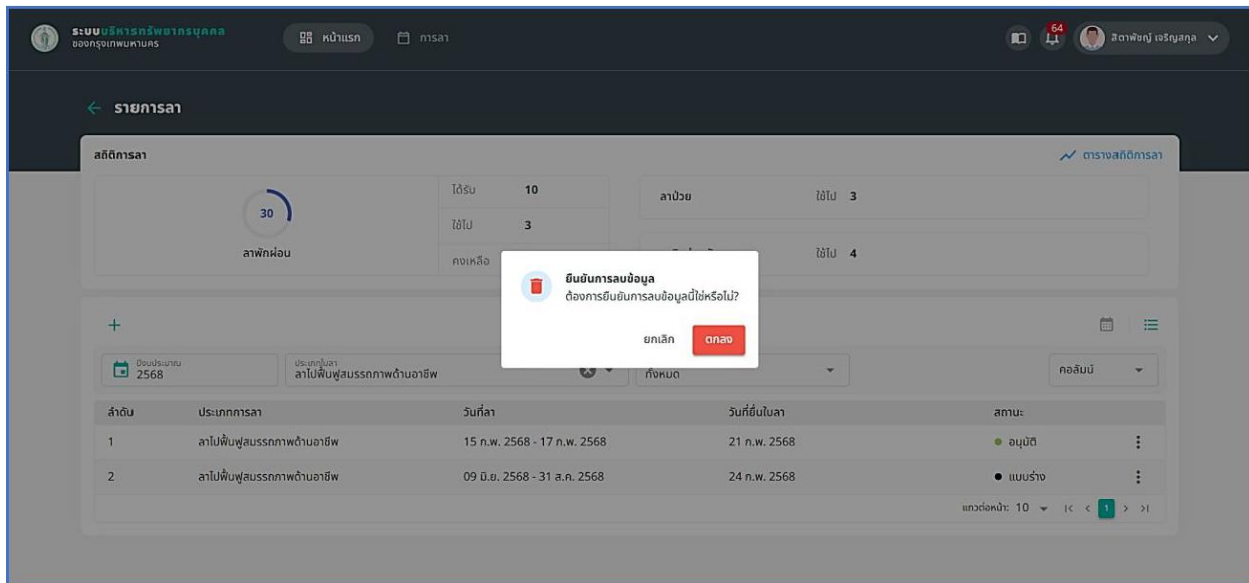 ระบบบริหารทรัพยากรบุคคล
ของกรุงเทพมหานคร
หน้าแรก
การลา
64
สิตาพัชญ์ เจริญสกุล
รายการลา
สถิติการลา
ตารางสถิติการลา
30
ลาพักผ่อน
ได้รับ 10
ใช้ไป 3
คงเหลือ
ลาป่วย ใช้ไป 3
ใช้ไป 4
ยืนยันการลบข้อมูล
ต้องการยืนยันการลบข้อมูลนี้ใช่หรือไม่?
ยกเลิก ตกลง
ปีงบประมาณ
2568
ประเภทใบลา
ลาไปฟื้นฟูสมรรถภาพด้านอาชีพ
ทั้งหมด
คอลัมน์
ลำดับ ประเภทการลา วันที่ลา วันที่ยื่นใบลา สถานะ
1 ลาไปฟื้นฟูสมรรถภาพด้านอาชีพ 15 ก.พ. 2568 - 17 ก.พ. 2568 21 ก.พ. 2568 อนุมัติ
2 ลาไปฟื้นฟูสมรรถภาพด้านอาชีพ 09 มิ.ย. 2568 - 31 ส.ค. 2568 24 ก.พ. 2568 แบบร่าง
แถวต่อหน้า: 10 1